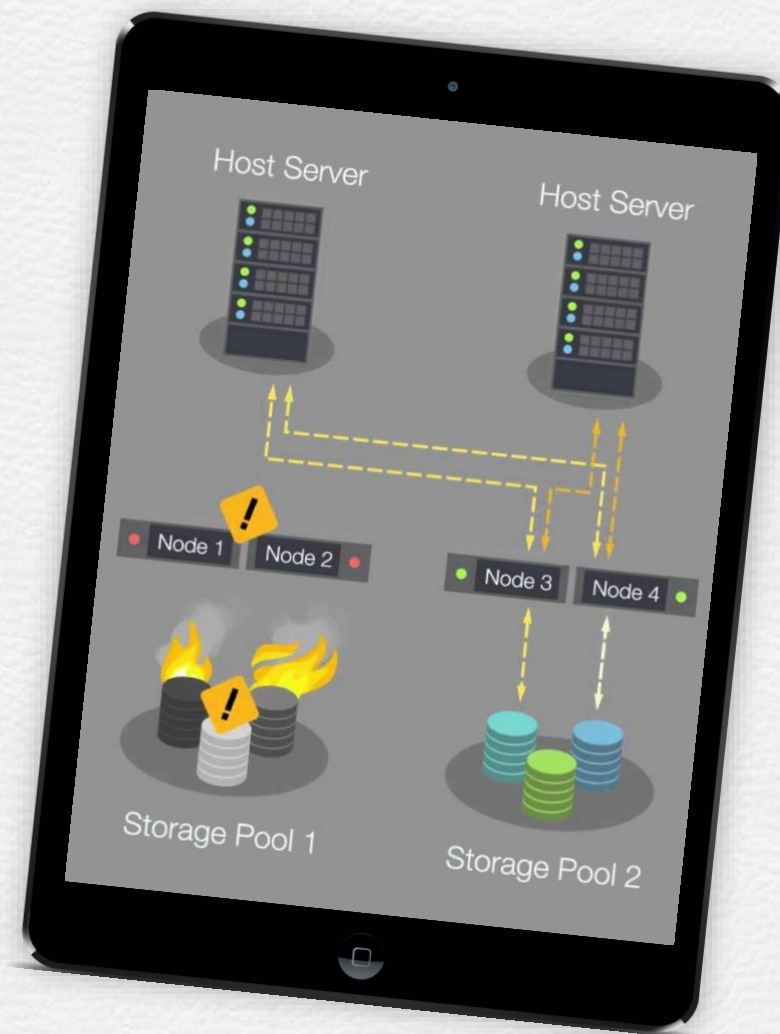 Host Server
Host Server
!
Node 1
Node 2
Node 3
Node 4
!
Storage Pool 1
Storage Pool 2